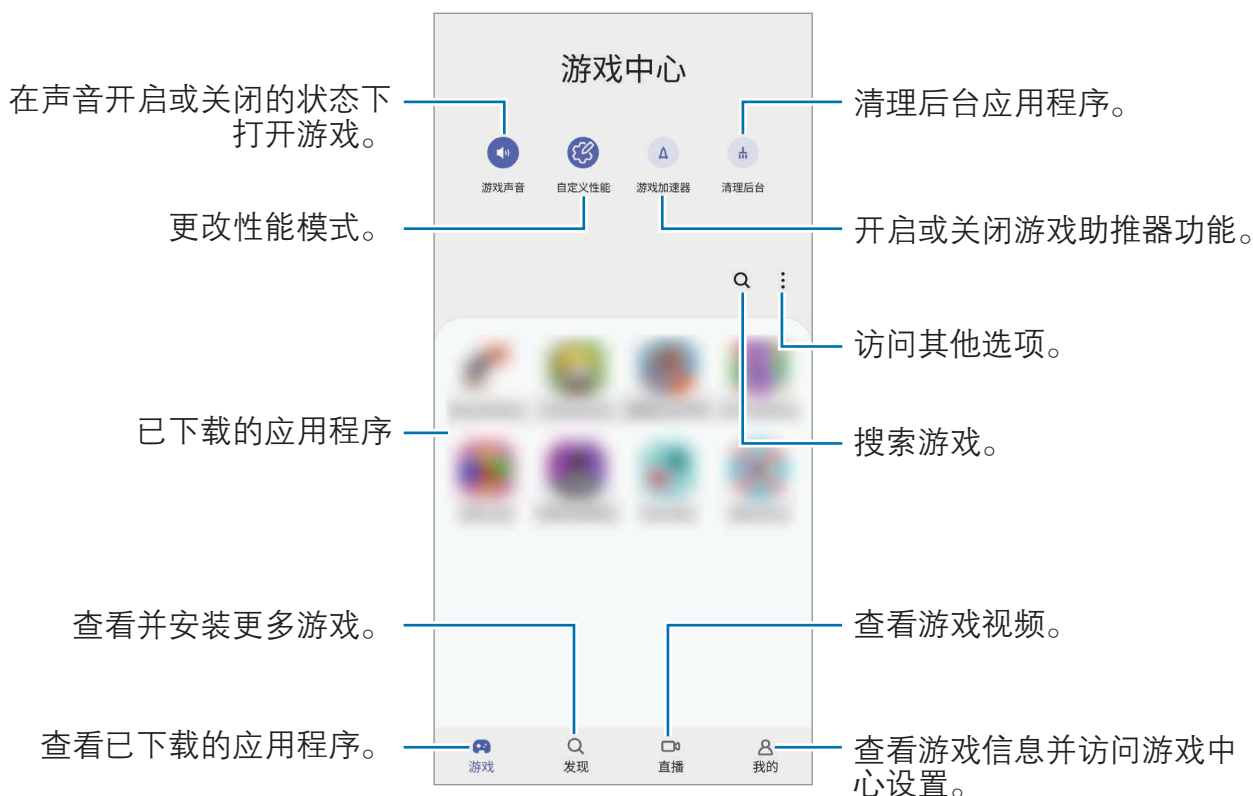 游戏中心
在声音开启或关闭的状态下
打开游戏。
清理后台应用程序。
游戏声音
自定义性能
游戏加速器
清理后台
更改性能模式。
开启或关闭游戏助推器功能。
访问其他选项。
已下载的应用程序
搜索游戏。
查看并安装更多游戏。
查看游戏视频。
查看已下载的应用程序。
游戏
发现
直播
我的
查看游戏信息并访问游戏中
心设置。